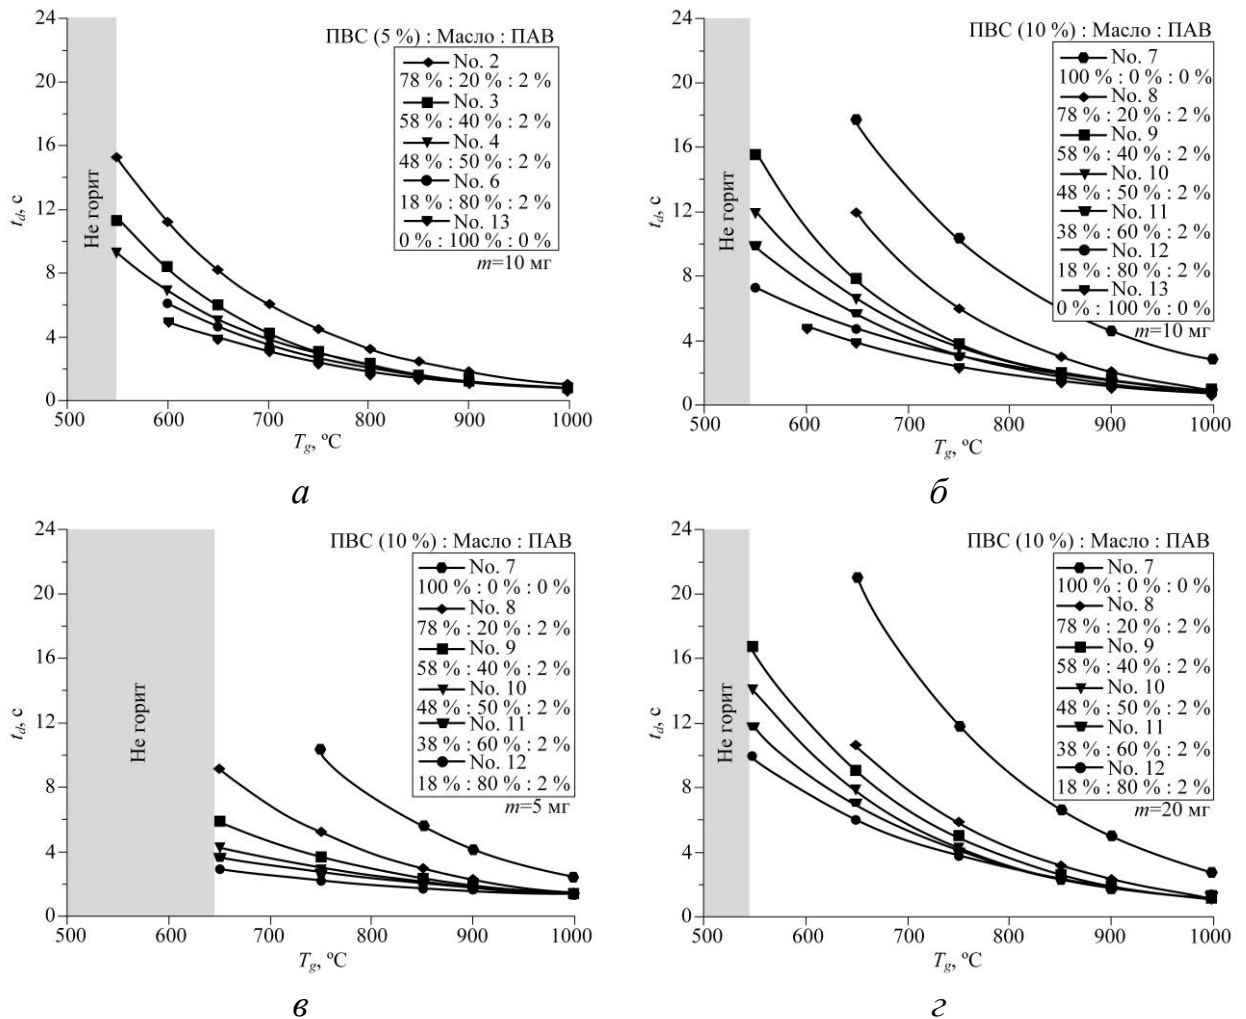 24
20
16
12
8
4
0
t_d, с
Не горит
ПВС (5 %) : Масло : ПАВ
No. 2
78 % : 20 % : 2 %
No. 3
58 % : 40 % : 2 %
No. 4
48 % : 50 % : 2 %
No. 6
18 % : 80 % : 2 %
No. 13
0 % : 100 % : 0 %
m=10 мг
500 600 700 800 900 1000
T_g, ºC
а
24
20
16
12
8
4
0
t_d, с
Не горит
ПВС (10 %) : Масло : ПАВ
No. 7
100 % : 0 % : 0 %
No. 8
78 % : 20 % : 2 %
No. 9
58 % : 40 % : 2 %
No. 10
48 % : 50 % : 2 %
No. 11
38 % : 60 % : 2 %
No. 12
18 % : 80 % : 2 %
No. 13
0 % : 100 % : 0 %
m=10 мг
500 600 700 800 900 1000
T_g, ºC
б
24
20
16
12
8
4
0
t_d, с
Не горит
ПВС (10 %) : Масло : ПАВ
No. 7
100 % : 0 % : 0 %
No. 8
78 % : 20 % : 2 %
No. 9
58 % : 40 % : 2 %
No. 10
48 % : 50 % : 2 %
No. 11
38 % : 60 % : 2 %
No. 12
18 % : 80 % : 2 %
m=5 мг
500 600 700 800 900 1000
T_g, ºC
в
24
20
16
12
8
4
0
t_d, с
Не горит
ПВС (10 %) : Масло : ПАВ
No. 7
100 % : 0 % : 0 %
No. 8
78 % : 20 % : 2 %
No. 9
58 % : 40 % : 2 %
No. 10
48 % : 50 % : 2 %
No. 11
38 % : 60 % : 2 %
No. 12
18 % : 80 % : 2 %
m=20 мг
500 600 700 800 900 1000
T_g, ºC
г